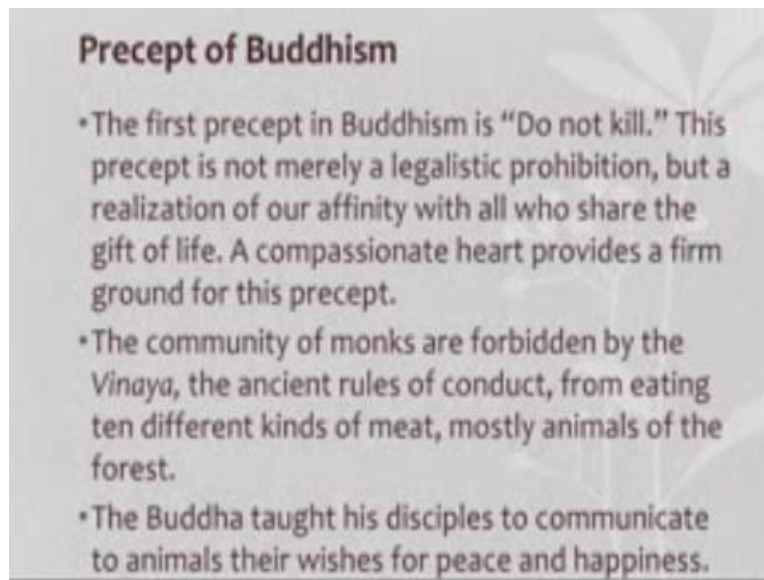 Precept of Buddhism
•The first precept in Buddhism is “Do not kill.” This
precept is not merely a legalistic prohibition, but a
realization of our affinity with all who share the
gift of life. A compassionate heart provides a firm
ground for this precept.
•The community of monks are forbidden by the
Vinaya, the ancient rules of conduct, from eating
ten different kinds of meat, mostly animals of the
forest.
•The Buddha taught his disciples to communicate
to animals their wishes for peace and happiness.